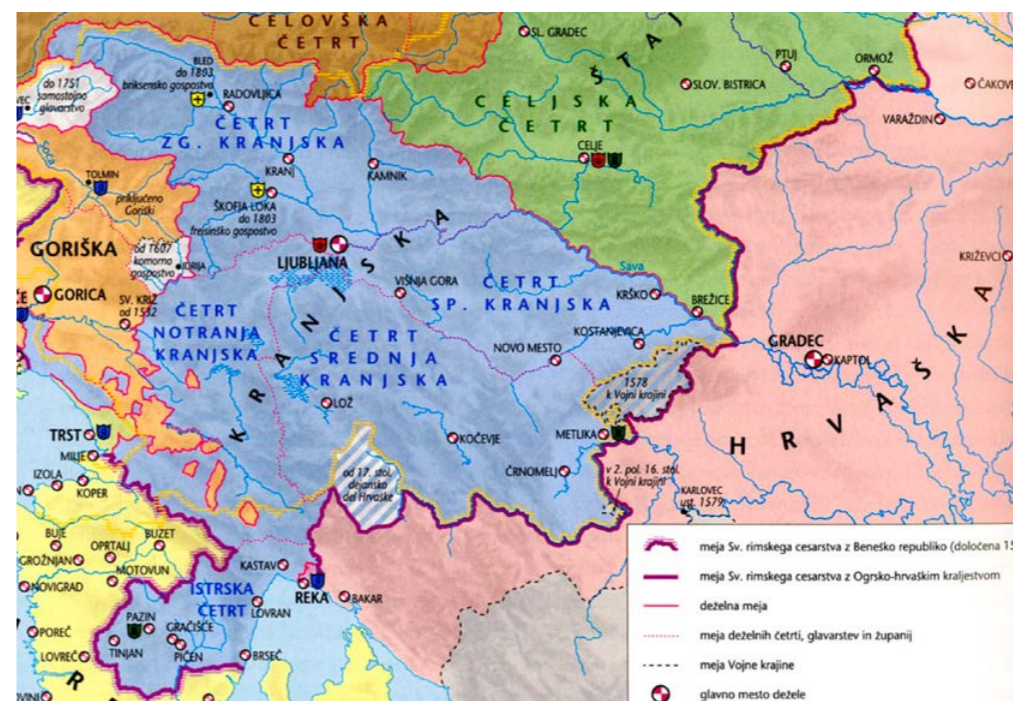 CELOVŠKA
ČETRT
SL. GRADEC
ŠTAJ
PTUJ
ORMOŽ
BLED
do 1803
briksensko gospostvo
do 1751
samostojno
glavarstvo
RADOVLJICA
SLOV. BISTRICA
ČAKOVE
CELJSKA
ČETRT
VARAŽDIN
ČETRT
ZG. KRANJSKA
Soča
CELJE
KRANJ
KAMNIK
TOLMIN
priključeno
Goriški
ŠKOFJA LOKA
do 1803
freisinško gospostvo
GORIŠKA
od 1607
komorno
gospostvo
IDRIJA
LJUBLJANA
KRANJSKA
KRIŽEVCI
Sava
VIŠNJA GORA
ČETRT
SP. KRANJSKA
KRŠKO
BREŽICE
GORICA
SV. KRIŽ
od 1532
ČETRT
NOTRANJA
KRANJSKA
ČETRT
SREDNJA
KRANJSKA
KOSTANJEVICA
NOVO MESTO
GRADEC
KAPTOL
HRVAŠKA
1578
k Vojni krajini
LOŽ
TRST
MILJE
KOČEVJE
METLIKA
IZOLA
KOPER
od 17. stol.
dejansko
del Hrvaške
ČRNOMELJ
v 2. pol. 16. stol.
k Vojni krajini
KARLOVEC
ust. 1579
BUJE
BUZET
GROŽNJAN
OPRTALJ
MOTOVUN
NOVIGRAD
KASTAV
ISTRSKA
ČETRT
REKA
BAKAR
LOVRAN
PAZIN
GRAČIŠČE
POREČ
TINJAN
PIČEN
LOVREČ
BRSEČ
R
meja Sv. rimskega cesarstva z Beneško republiko (določena 15
meja Sv. rimskega cesarstva z Ogrsko-hrvaškim kraljestvom
deželna meja
meja deželnih četrti, glavarstev in županij
meja Vojne krajine
glavno mesto dežele